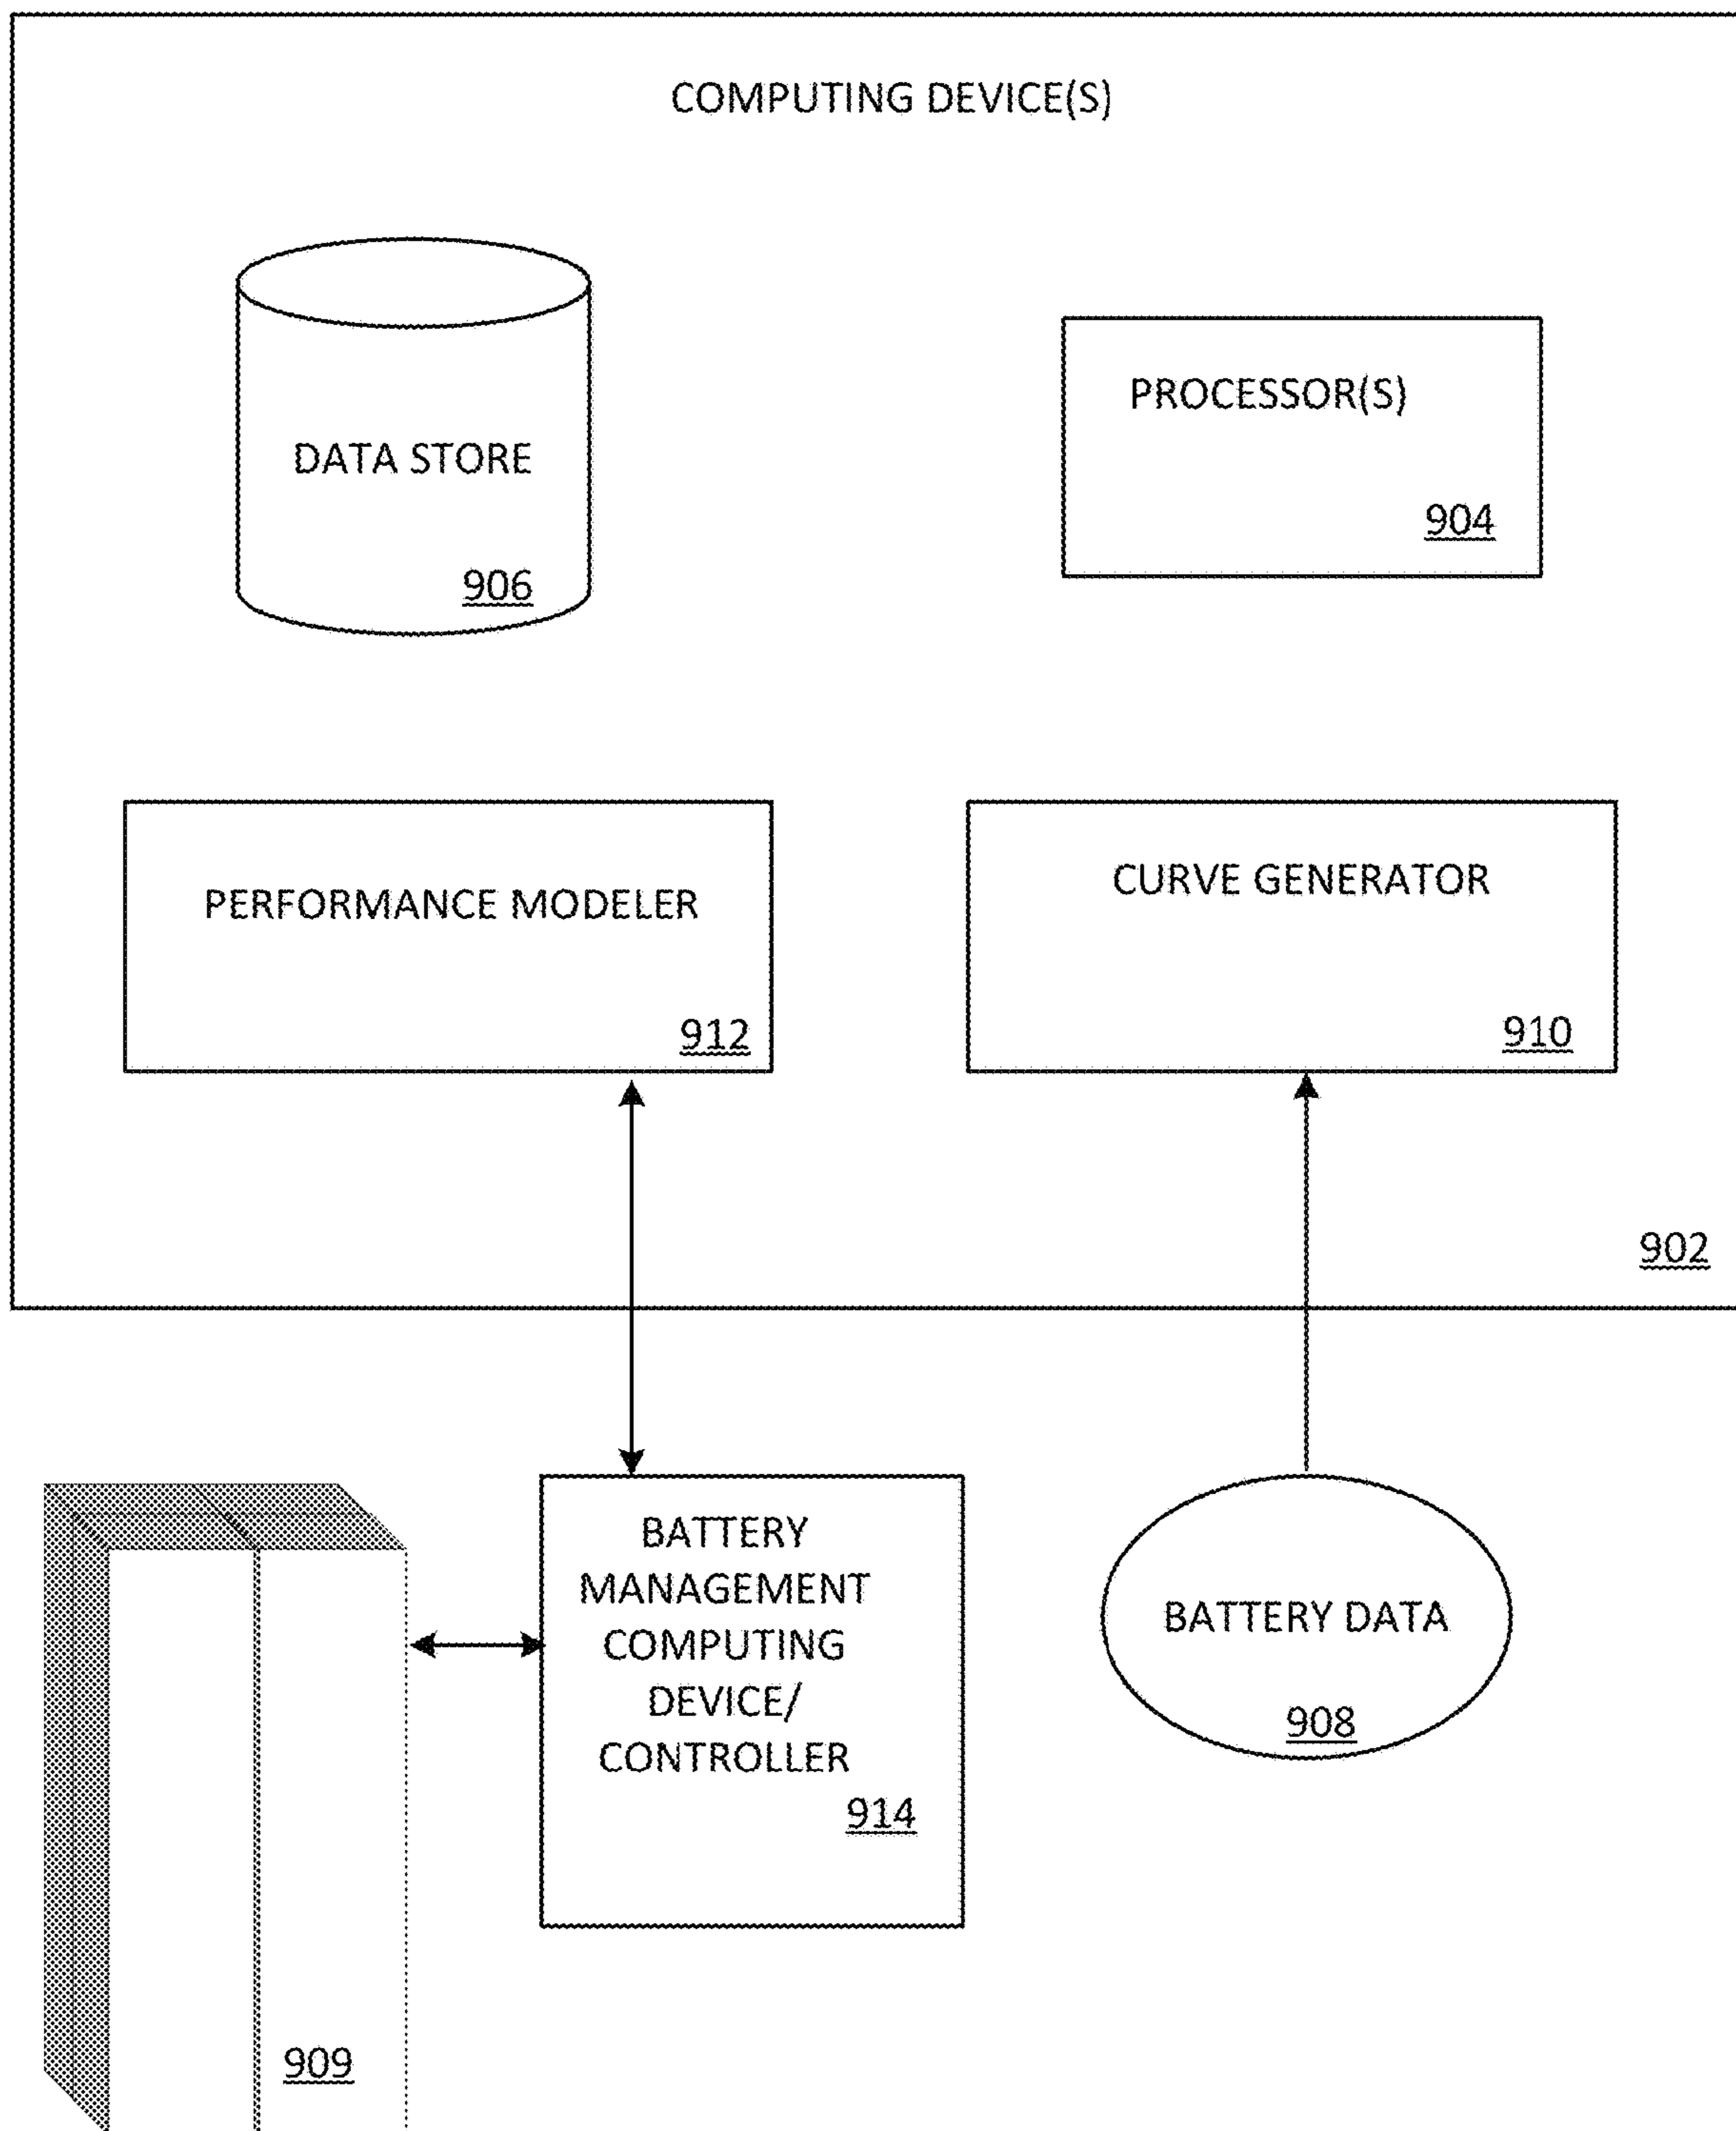 COMPUTING DEVICE(S)
DATA STORE
906
PROCESSOR(S)
904
PERFORMANCE MODELER
912
CURVE GENERATOR
910
902
BATTERY
MANAGEMENT
COMPUTING
DEVICE/
CONTROLLER
914
BATTERY DATA
908
909